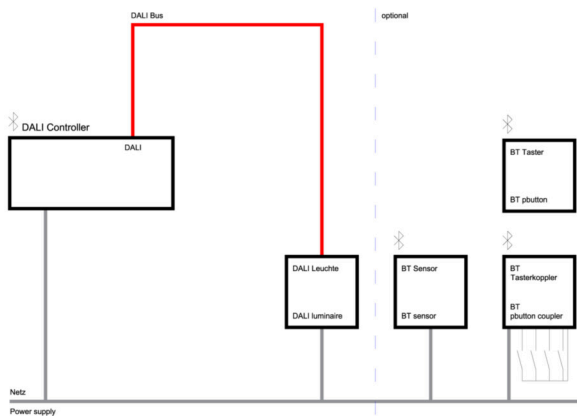 DALI Bus
optional
DALI Controller
DALI
BT Taster
BT pbutton
DALI Leuchte
DALI luminaire
BT Sensor
BT sensor
BT
Tasterkoppler
BT
pbutton coupler
Netz
Power supply